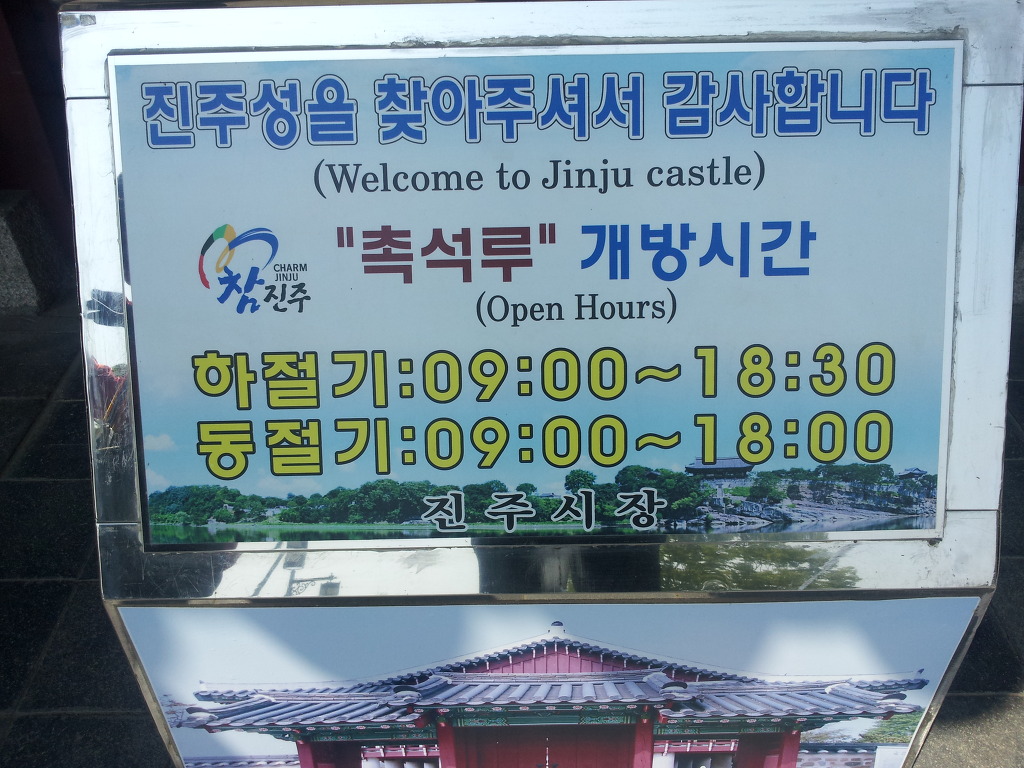 진주성을 찾아주셔서 감사합니다
(Welcome to Jinju castle)
참진주
CHARM
JINJU
"촉석루" 개방시간
(Open Hours)
하절기:09:00~18:30
동절기:09:00~18:00
진주시장